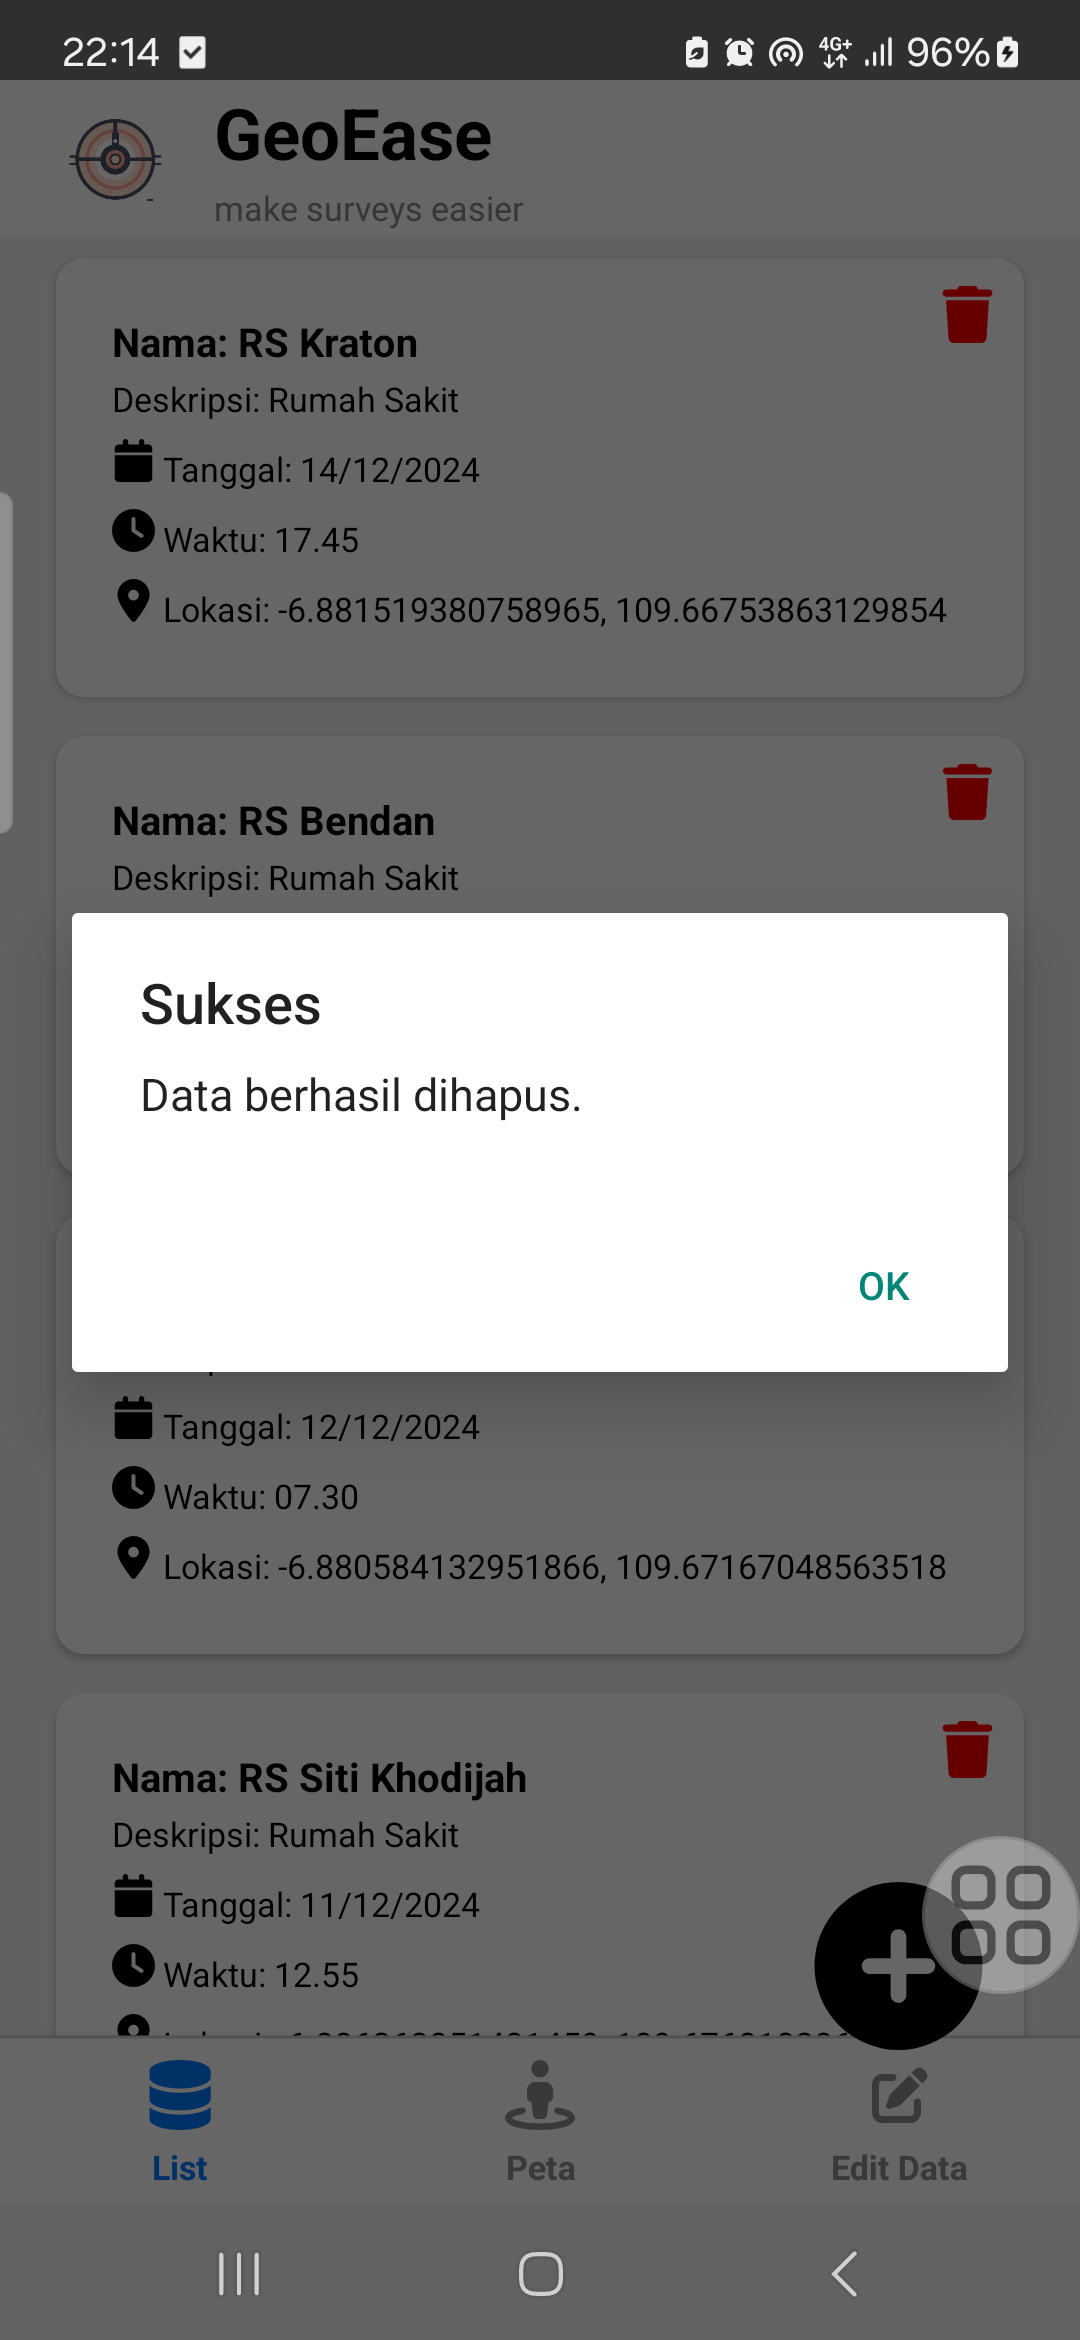 22:14
4G+
96%
GeoEase
make surveys easier
Nama: RS Kraton
Deskripsi: Rumah Sakit
Tanggal: 14/12/2024
Waktu: 17.45
Lokasi: -6.881519380758965, 109.66753863129854
Nama: RS Bendan
Deskripsi: Rumah Sakit
Sukses
Data berhasil dihapus.
OK
Tanggal: 12/12/2024
Waktu: 07.30
Lokasi: -6.880584132951866, 109.67167048563518
Nama: RS Siti Khodijah
Deskripsi: Rumah Sakit
Tanggal: 11/12/2024
Waktu: 12.55
List
Peta
Edit Data